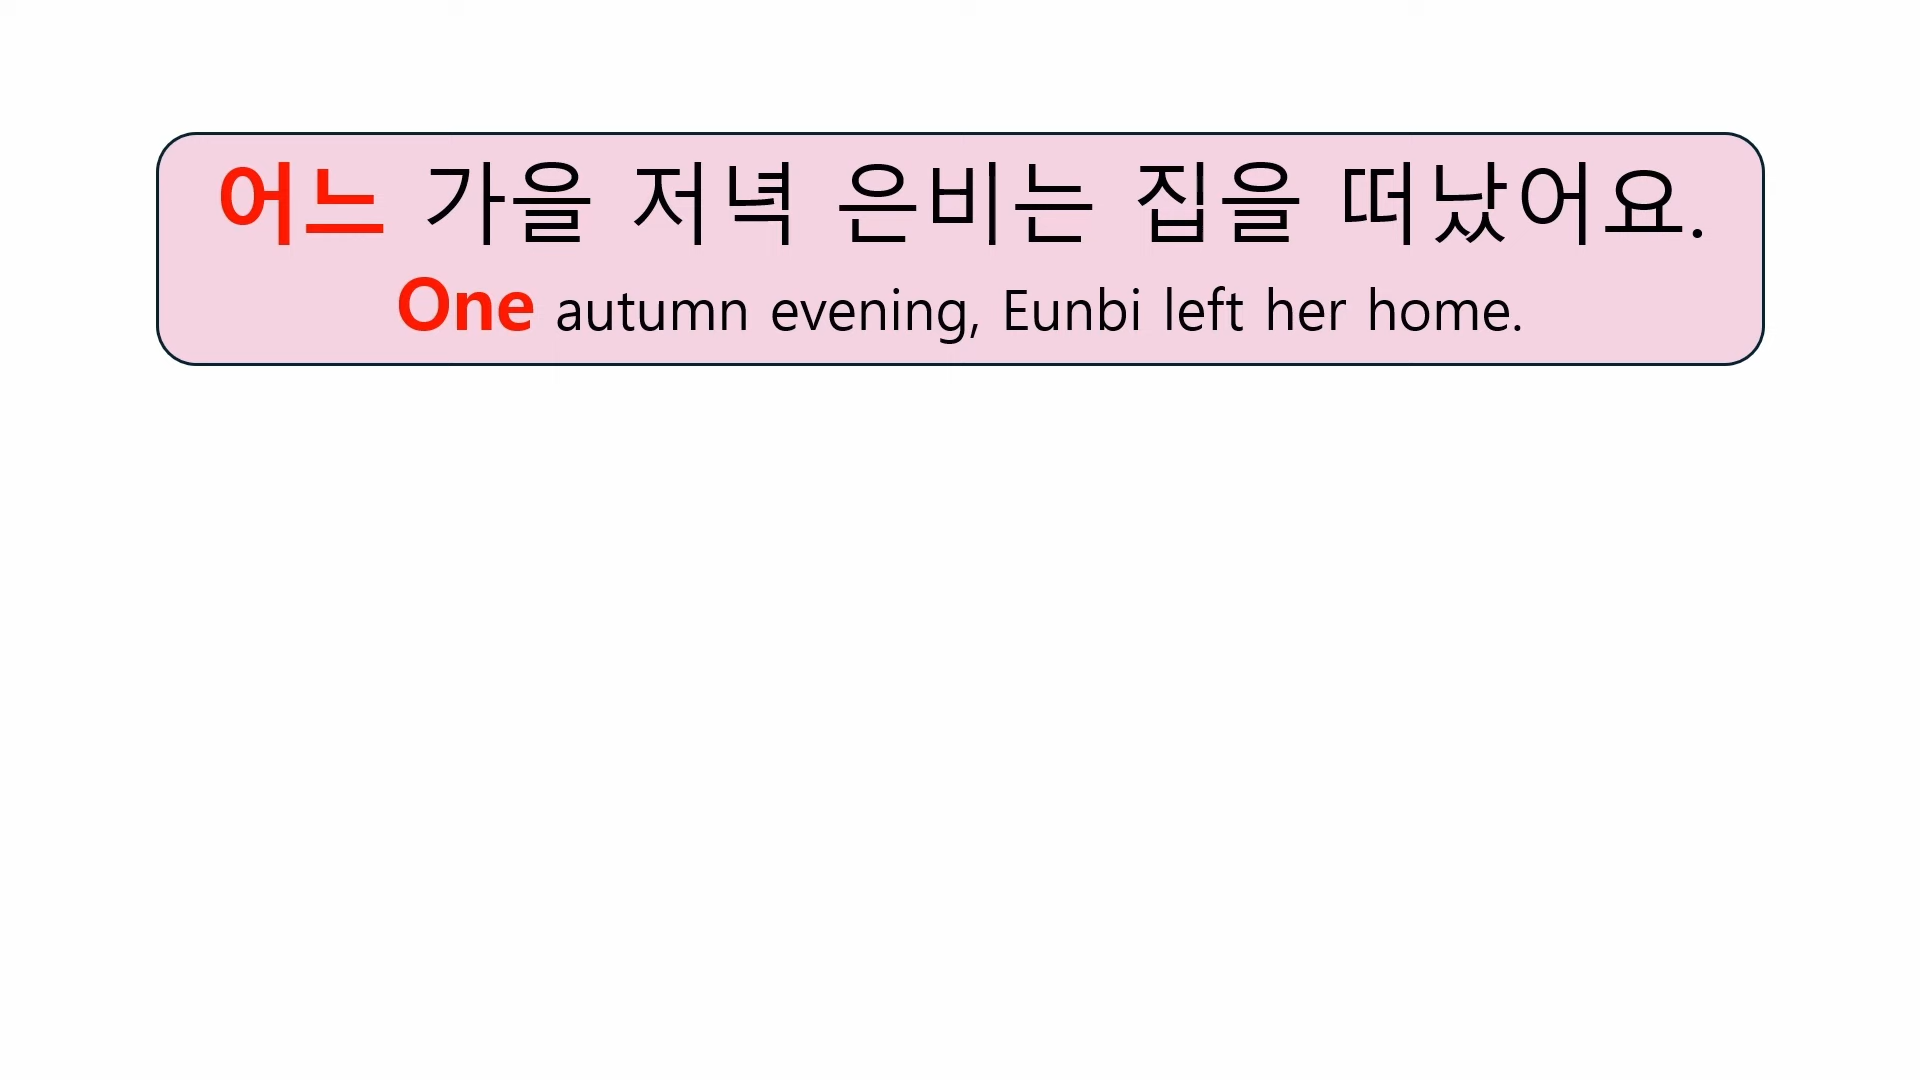 어느 가을 저녁 은비는 집을 떠났어요.
One autumn evening, Eunbi left her home.